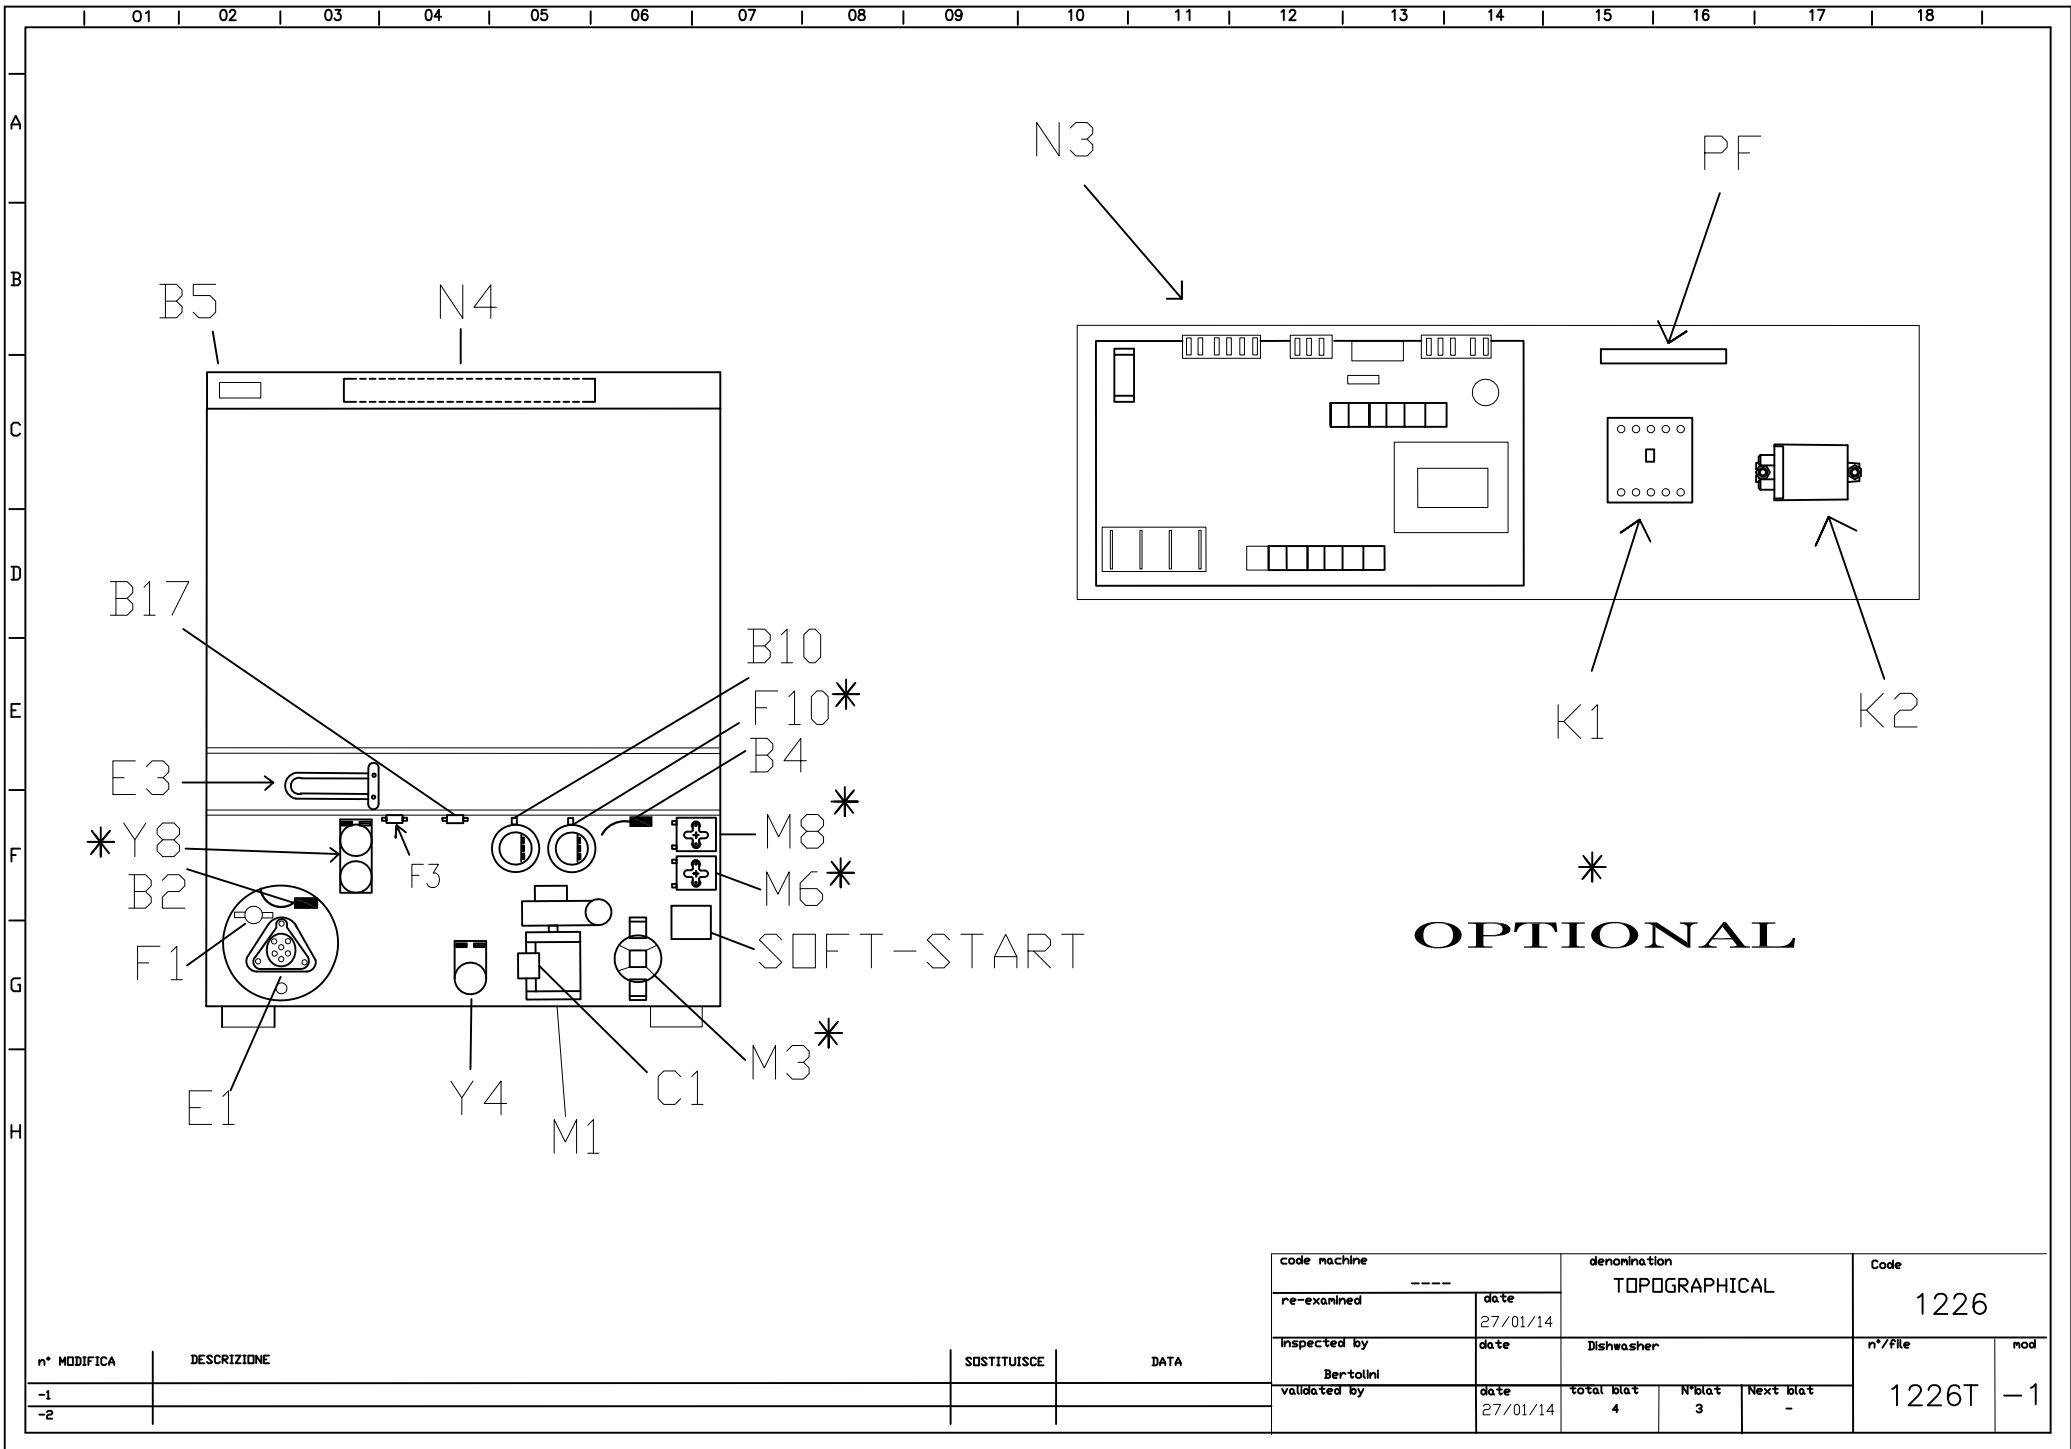 01 02 03 04 05 06 07 08 09 10 11 12 13 14 15 16 17 18
A
B
C
D
E
F
G
H
N3
PF
B5
N4
B17
B10
F10*
B4
E3
*
M8
*Y8
F3
B2
M6*
F1
SOFT-START
M3*
E1
Y4
C1
M1
K1
K2
*
OPTIONAL
code machine
----
denomination
TOPOGRAPHICAL
Code
1226
re-examined
date
27/01/14
inspected by
Bertolini
date
Dishwasher
n°/file
1226T
mod
-1
validated by
date
27/01/14
total blat
4
N°blat
3
Next blat
-
n° MODIFICA
DESCRIZIONE
SOSTITUISCE
DATA
-1
-2